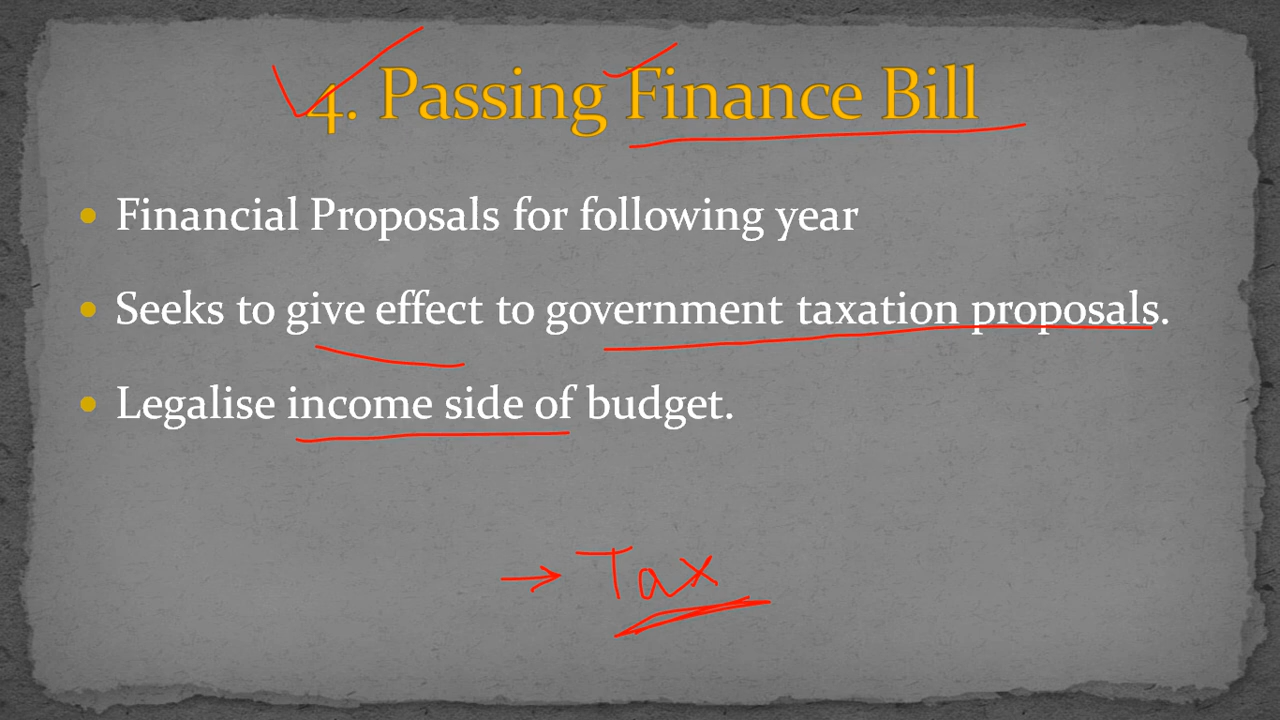 4. Passing Finance Bill
Financial Proposals for following year
Seeks to give effect to government taxation proposals.
Legalise income side of budget.
→ Tax